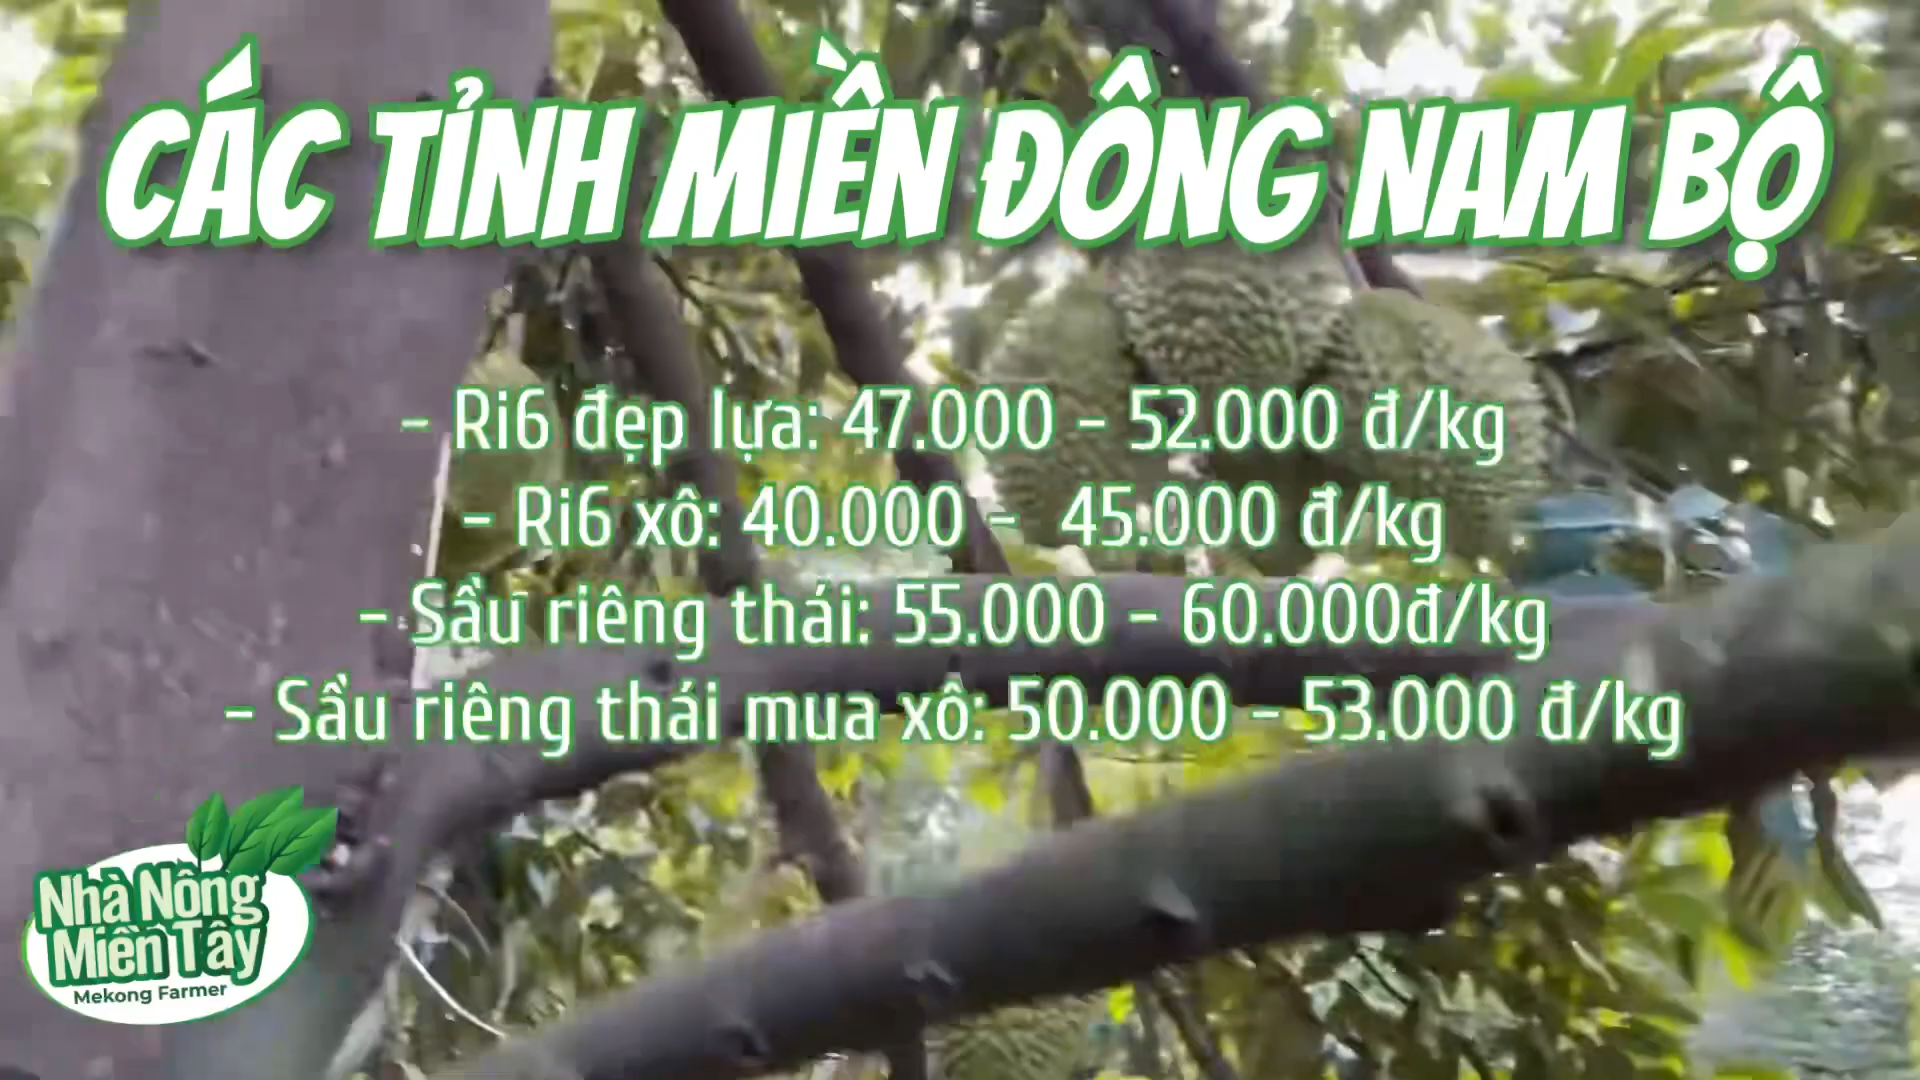 CÁC TỈNH MIỀN ĐÔNG NAM BỘ
- Ri6 đẹp lựa: 47.000 - 52.000 đ/kg
- Ri6 xô: 40.000 - 45.000 đ/kg
- Sầu riêng thái: 55.000 - 60.000đ/kg
- Sầu riêng thái mua xô: 50.000 - 53.000 đ/kg
Nhà Nông
Miền Tây
Mekong Farmer